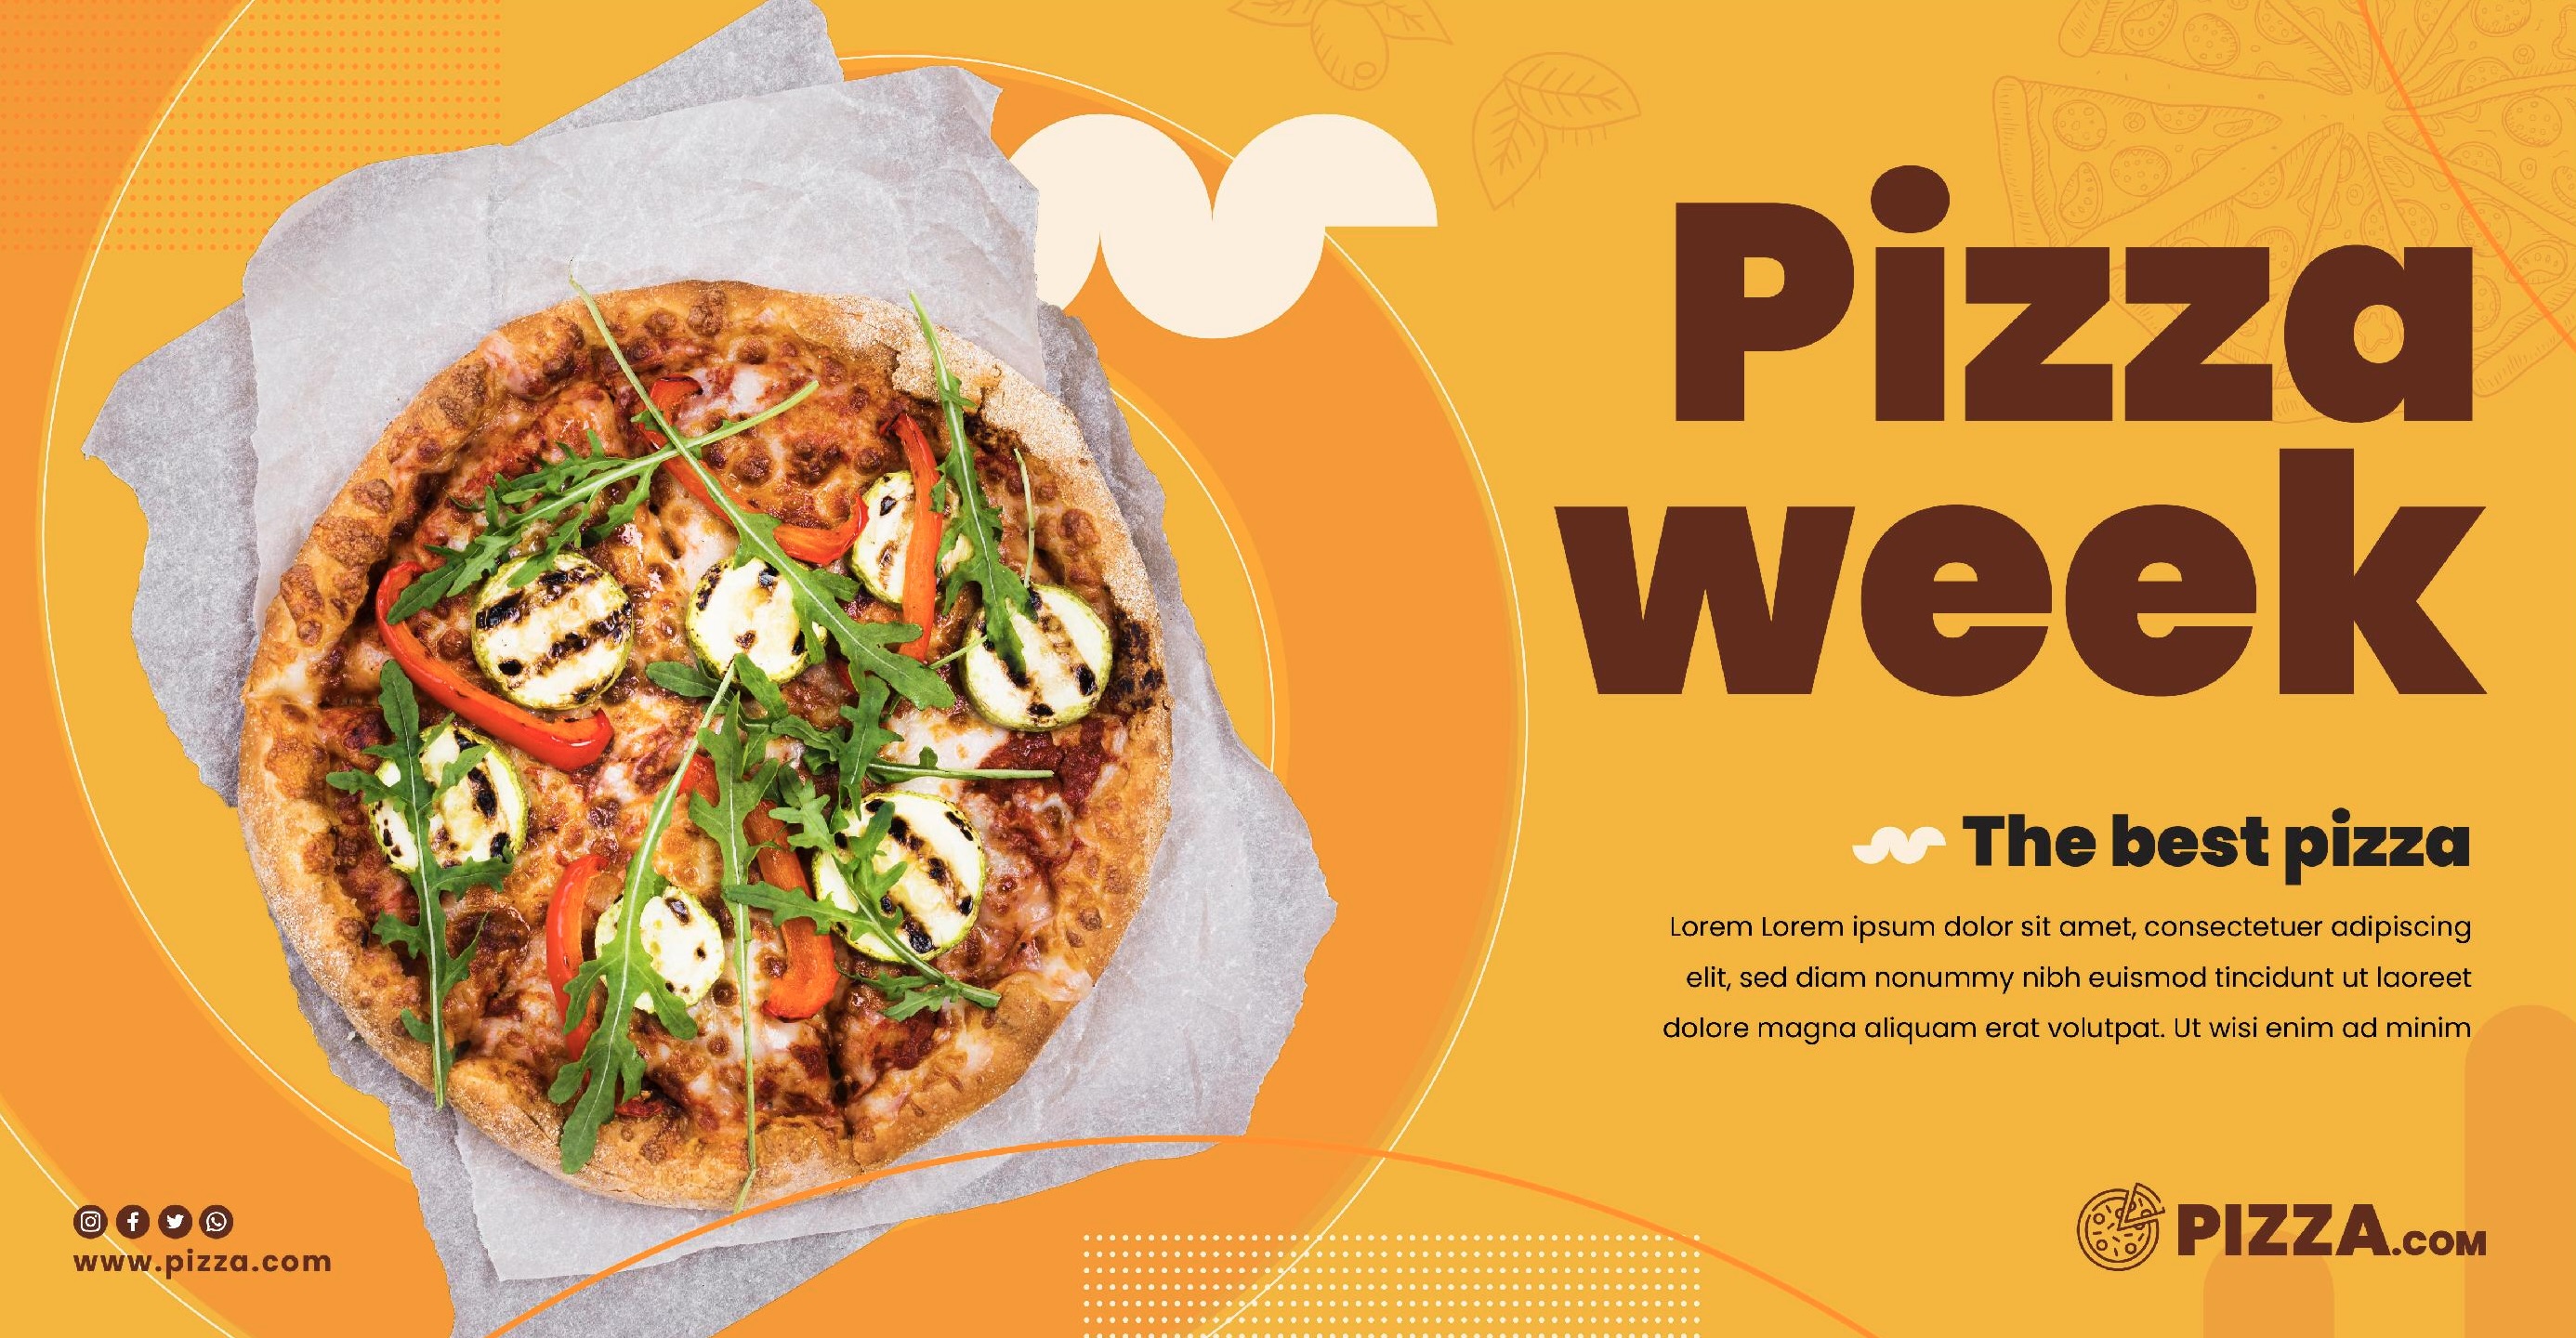 Pizza
week
The best pizza
Lorem Lorem ipsum dolor sit amet, consectetuer adipiscing
elit, sed diam nonummy nibh euismod tincidunt ut laoreet
dolore magna aliquam erat volutpat. Ut wisi enim ad minim
www.pizza.com
PIZZA.COM